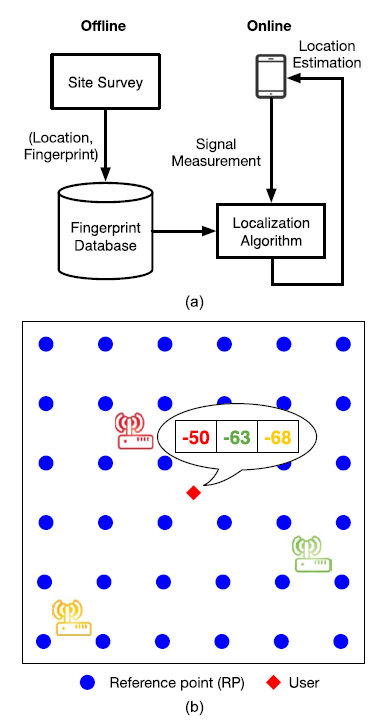 Offline
Online
Site Survey
Location
Estimation
(Location,
Fingerprint)
Signal
Measurement
Fingerprint
Database
Localization
Algorithm
(a)
-50 -63 -68
Reference point (RP) User
(b)